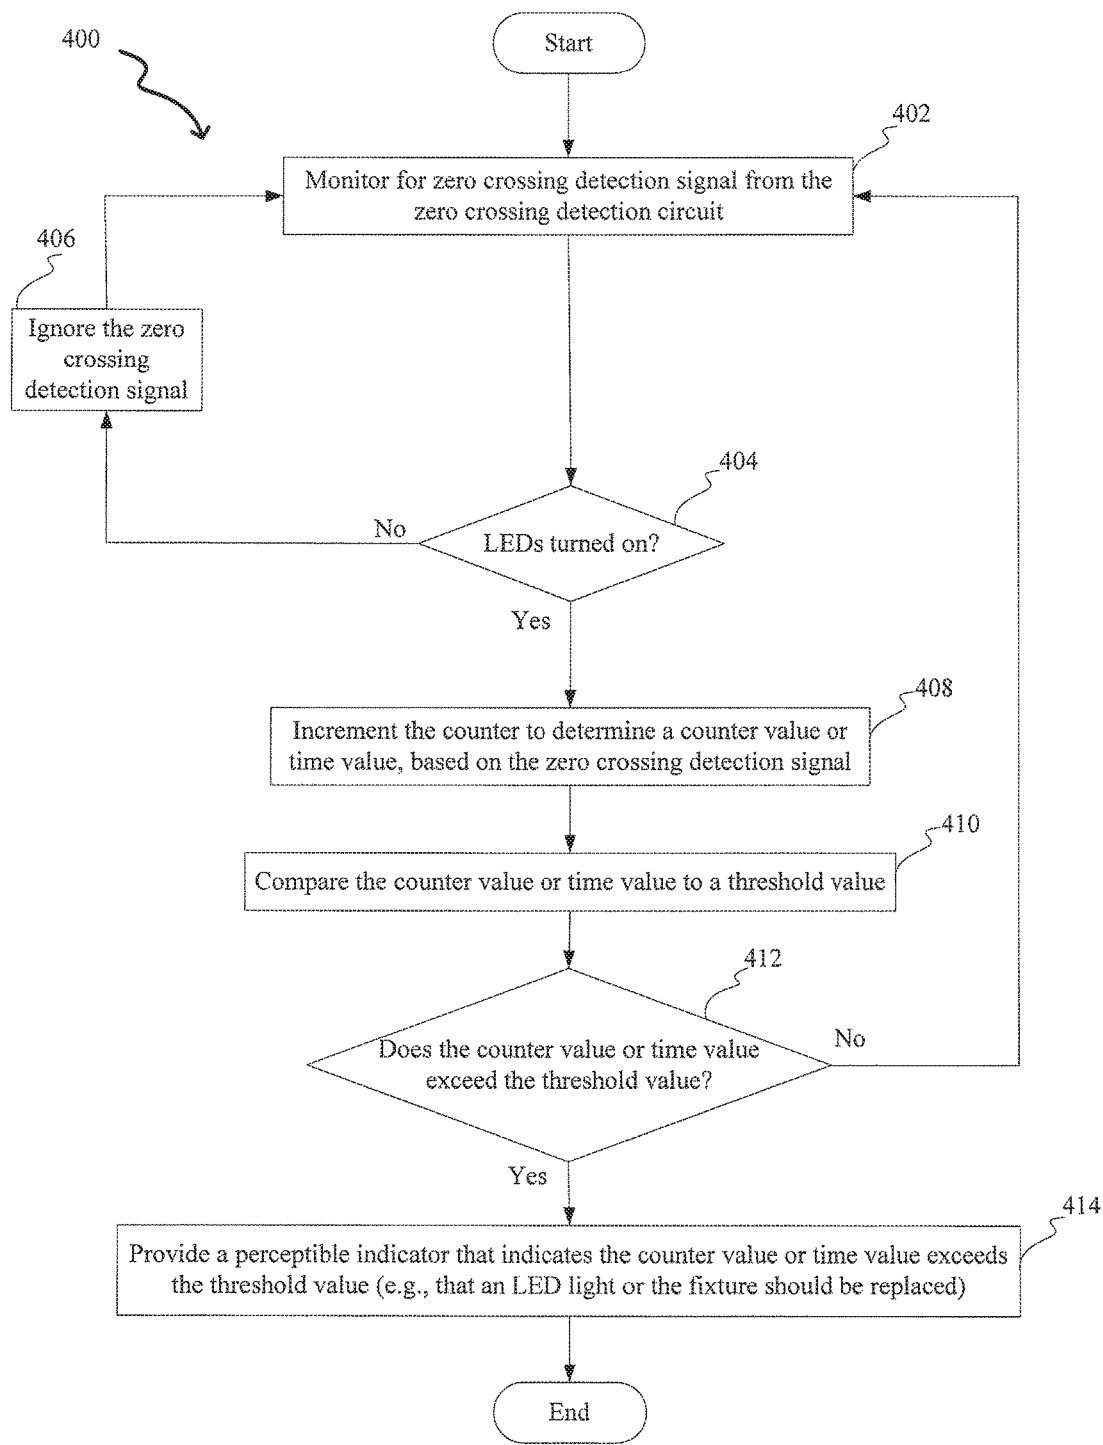 400
Start
402
Monitor for zero crossing detection signal from the
zero crossing detection circuit
406
Ignore the zero
crossing
detection signal
404
No
LEDs turned on?
Yes
408
Increment the counter to determine a counter value or
time value, based on the zero crossing detection signal
410
Compare the counter value or time value to a threshold value
412
Does the counter value or time value
exceed the threshold value?
No
Yes
414
Provide a perceptible indicator that indicates the counter value or time value exceeds
the threshold value (e.g., that an LED light or the fixture should be replaced)
End